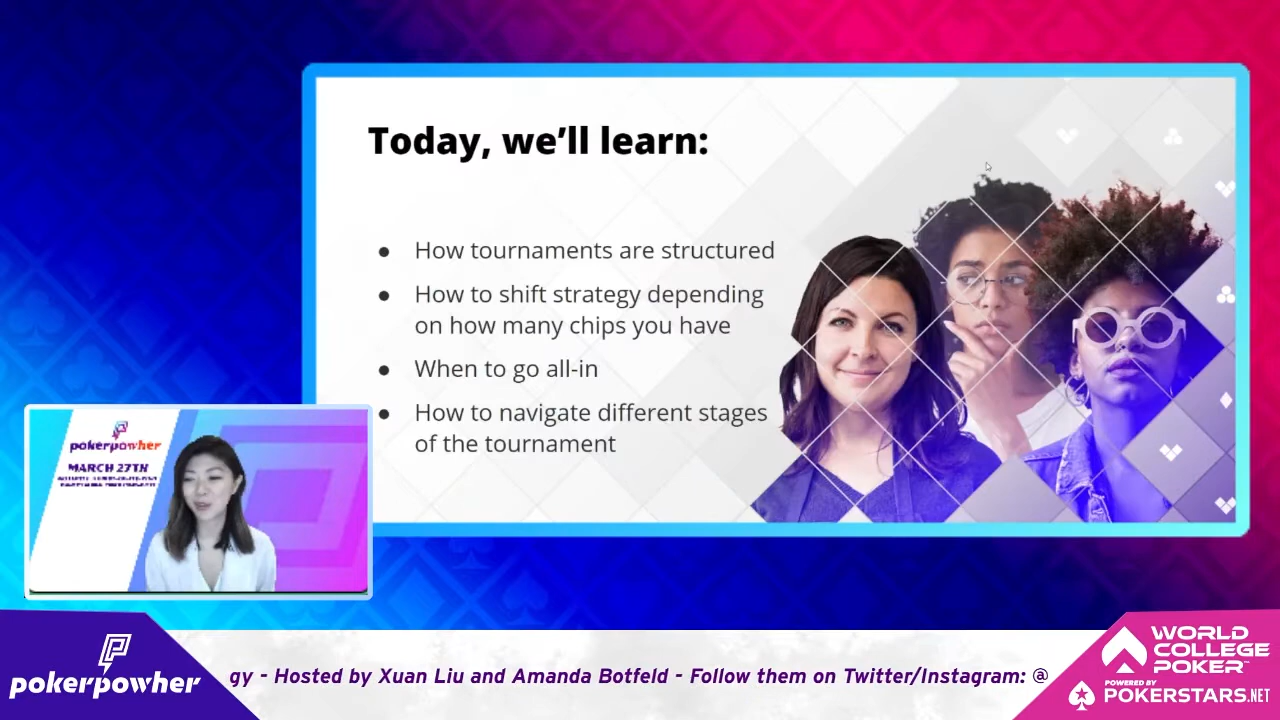 Today, we’ll learn:
● How tournaments are structured
● How to shift strategy depending
on how many chips you have
● When to go all-in
● How to navigate different stages
of the tournament
pokerpowher
MARCH 27TH
pokerpowher
gy - Hosted by Xuan Liu and Amanda Botfeld - Follow them on Twitter/Instagram: @
WORLD
COLLEGE
POKER™
POWERED BY
POKERSTARS.NET